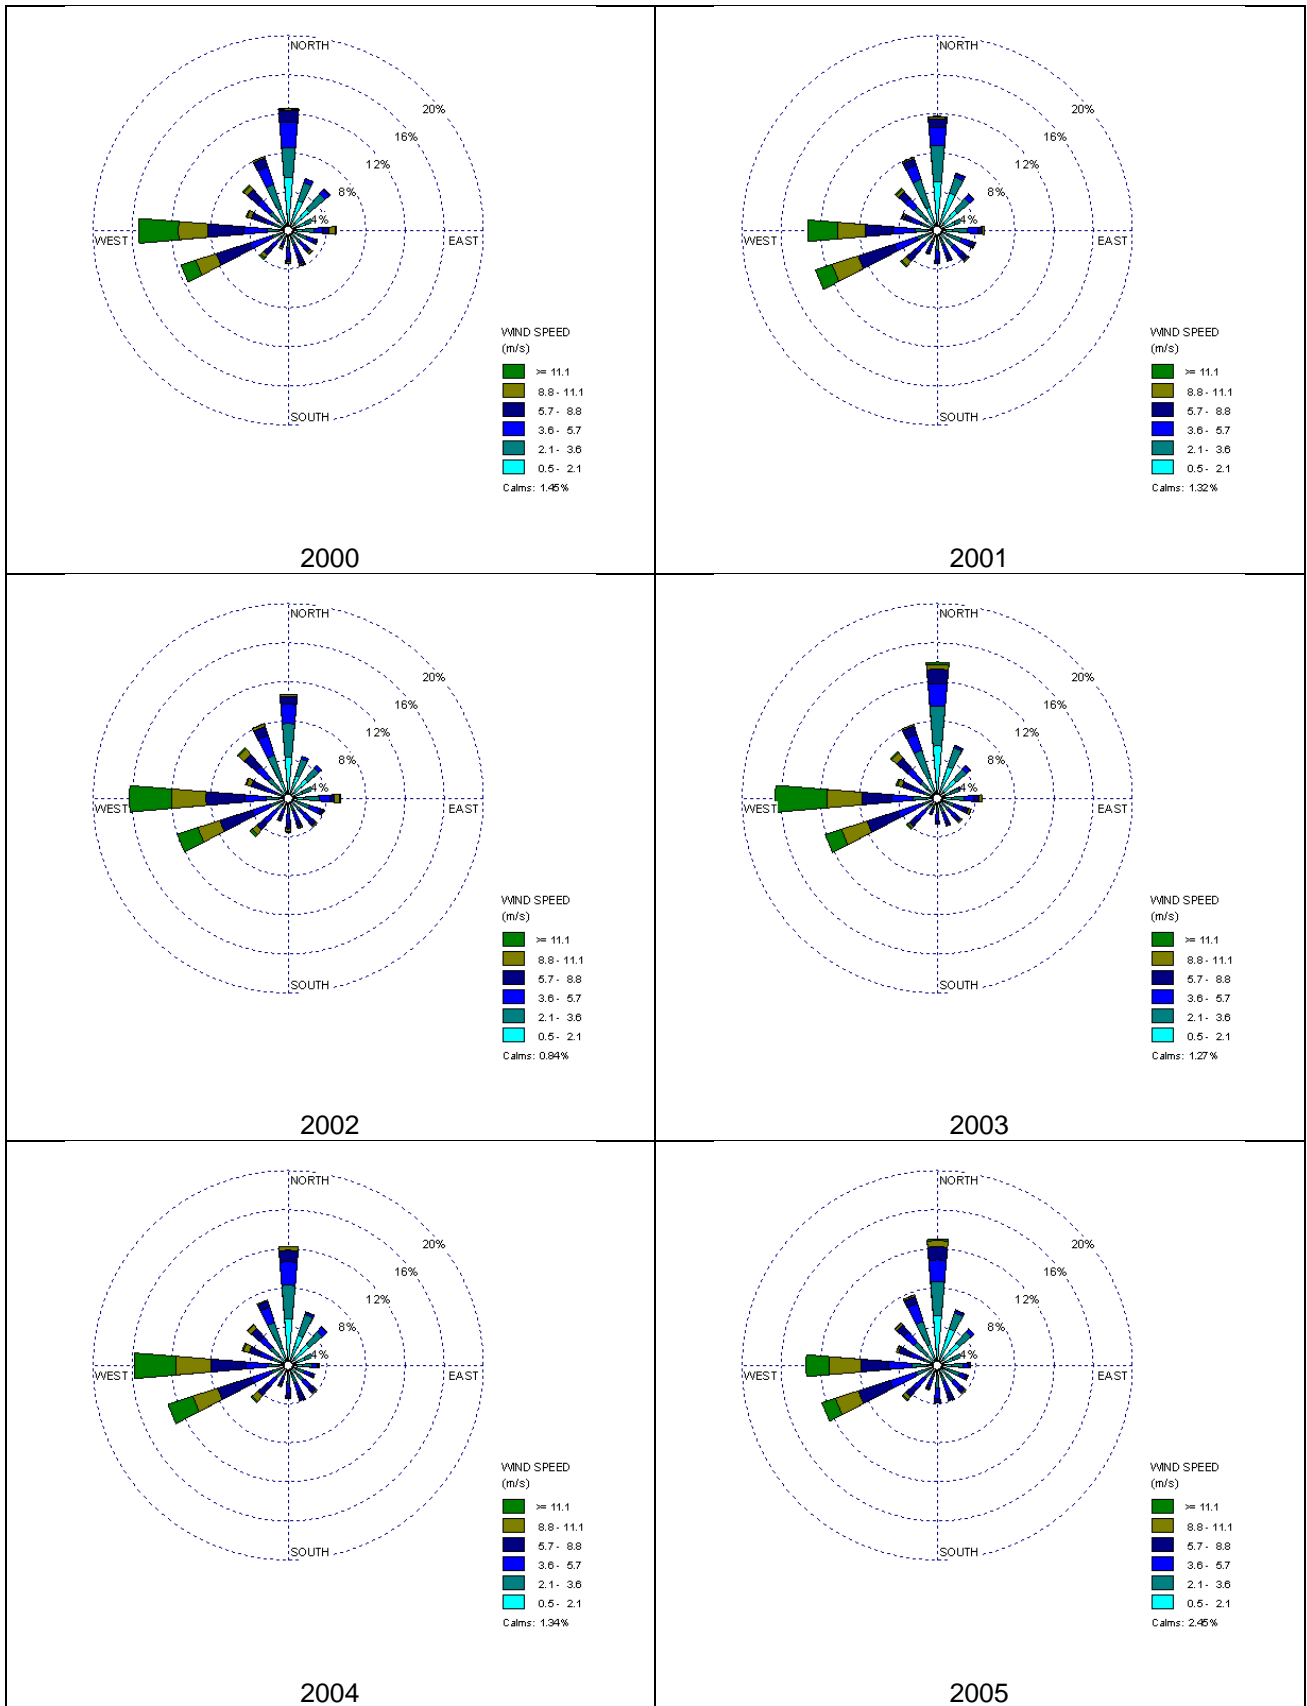 NORTH
20%
16%
12%
8%
4%
WEST
EAST
WIND SPEED
(m/s)
>= 11.1
8.8 - 11.1
5.7 - 8.8
3.6 - 5.7
2.1 - 3.6
0.5 - 2.1
SOUTH
Calms: 1.45%
2000
NORTH
20%
16%
12%
8%
4%
WEST
EAST
WIND SPEED
(m/s)
>= 11.1
8.8 - 11.1
5.7 - 8.8
3.6 - 5.7
2.1 - 3.6
0.5 - 2.1
SOUTH
Calms: 1.32%
2001
NORTH
20%
16%
12%
8%
4%
WEST
EAST
WIND SPEED
(m/s)
>= 11.1
8.8 - 11.1
5.7 - 8.8
3.6 - 5.7
2.1 - 3.6
0.5 - 2.1
SOUTH
Calms: 0.84%
2002
NORTH
20%
16%
12%
8%
4%
WEST
EAST
WIND SPEED
(m/s)
>= 11.1
8.8 - 11.1
5.7 - 8.8
3.6 - 5.7
2.1 - 3.6
0.5 - 2.1
SOUTH
Calms: 1.27%
2003
NORTH
20%
16%
12%
8%
4%
WEST
EAST
WIND SPEED
(m/s)
>= 11.1
8.8 - 11.1
5.7 - 8.8
3.6 - 5.7
2.1 - 3.6
0.5 - 2.1
SOUTH
Calms: 1.34%
2004
NORTH
20%
16%
12%
8%
4%
WEST
EAST
WIND SPEED
(m/s)
>= 11.1
8.8 - 11.1
5.7 - 8.8
3.6 - 5.7
2.1 - 3.6
0.5 - 2.1
SOUTH
Calms: 2.45%
2005